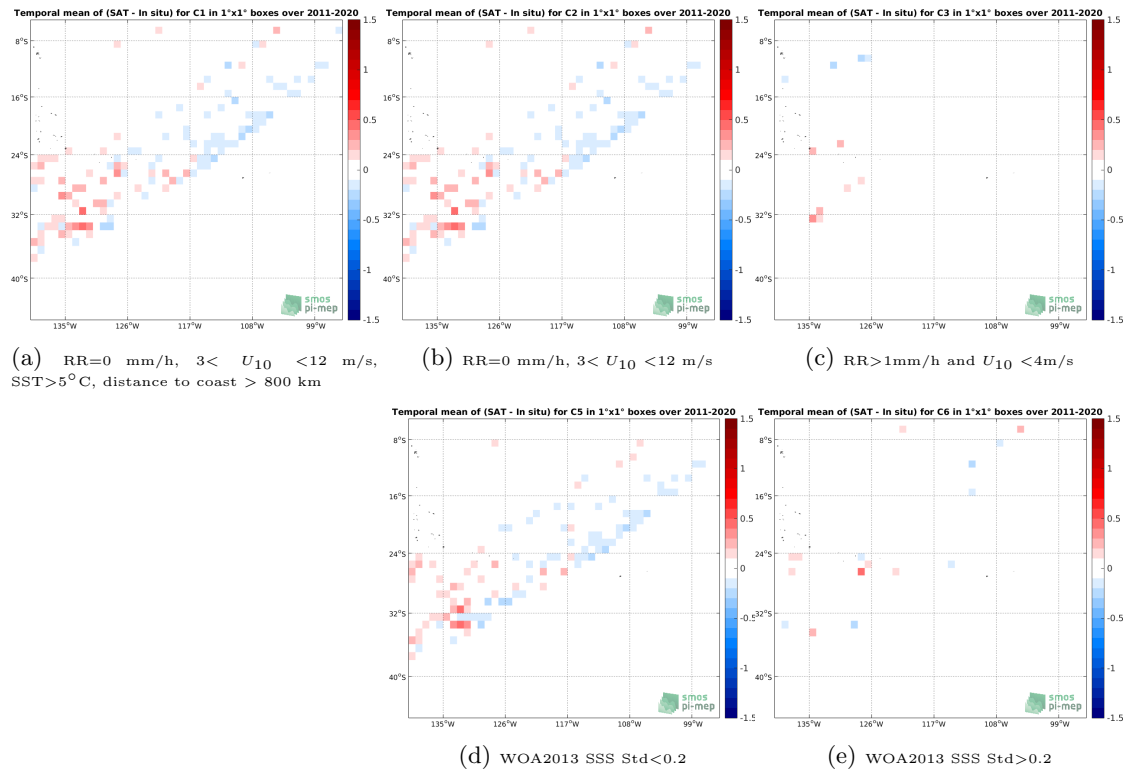 Temporal mean of (SAT - In situ) for C1 in 1°x1° boxes over 2011-2020
8°S
16°S
24°S
32°S
40°S
135°W 126°W 117°W 108°W 99°W
1.5
1
0.5
0
-0.5
-1
-1.5
smos
pi-mep
(a) RR=0 mm/h, 3< U10 <12 m/s,
SST>5°C, distance to coast > 800 km
Temporal mean of (SAT - In situ) for C2 in 1°x1° boxes over 2011-2020
8°S
16°S
24°S
32°S
40°S
135°W 126°W 117°W 108°W 99°W
1.5
1
0.5
0
-0.5
-1
-1.5
smos
pi-mep
(b) RR=0 mm/h, 3< U10 <12 m/s
Temporal mean of (SAT - In situ) for C3 in 1°x1° boxes over 2011-2020
8°S
16°S
24°S
32°S
40°S
135°W 126°W 117°W 108°W 99°W
1.5
1
0.5
0
-0.5
-1
-1.5
smos
pi-mep
(c) RR>1mm/h and U10 <4m/s
Temporal mean of (SAT - In situ) for C5 in 1°x1° boxes over 2011-2020
8°S
16°S
24°S
32°S
40°S
135°W 126°W 117°W 108°W 99°W
1.5
1
0.5
0
-0.5
-1
-1.5
smos
pi-mep
(d) WOA2013 SSS Std<0.2
Temporal mean of (SAT - In situ) for C6 in 1°x1° boxes over 2011-2020
8°S
16°S
24°S
32°S
40°S
135°W 126°W 117°W 108°W 99°W
1.5
1
0.5
0
-0.5
-1
-1.5
smos
pi-mep
(e) WOA2013 SSS Std>0.2